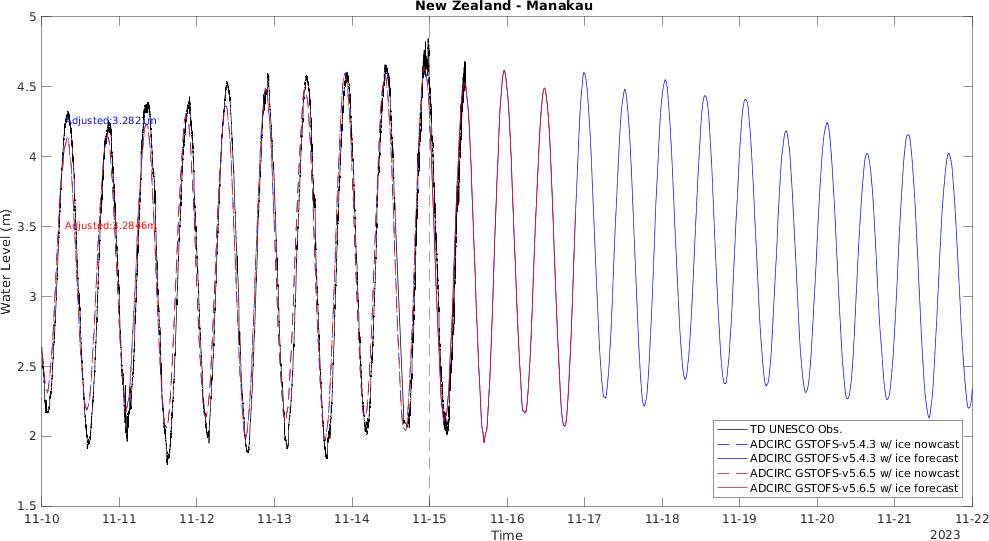 New Zealand - Manakau
5
4.5
4
3.5
3
2.5
2
1.5
Water Level (m)
Adjusted:3.2821m
Adjusted:3.2846m
TD UNESCO Obs.
ADCIRC GSTOFS-v5.4.3 w/ ice nowcast
ADCIRC GSTOFS-v5.4.3 w/ ice forecast
ADCIRC GSTOFS-v5.6.5 w/ ice nowcast
ADCIRC GSTOFS-v5.6.5 w/ ice forecast
11-10 11-11 11-12 11-13 11-14 11-15 11-16 11-17 11-18 11-19 11-20 11-21 11-22
Time
2023